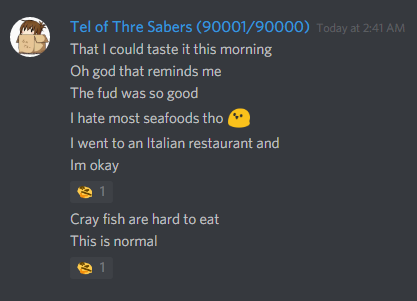 Tel of Thre Sabers (90001/90000) Today at 2:41 AM
That I could taste it this morning
Oh god that reminds me
The fud was so good
I hate most seafoods tho
I went to an Italian restaurant and
Im okay
1
Cray fish are hard to eat
This is normal
1